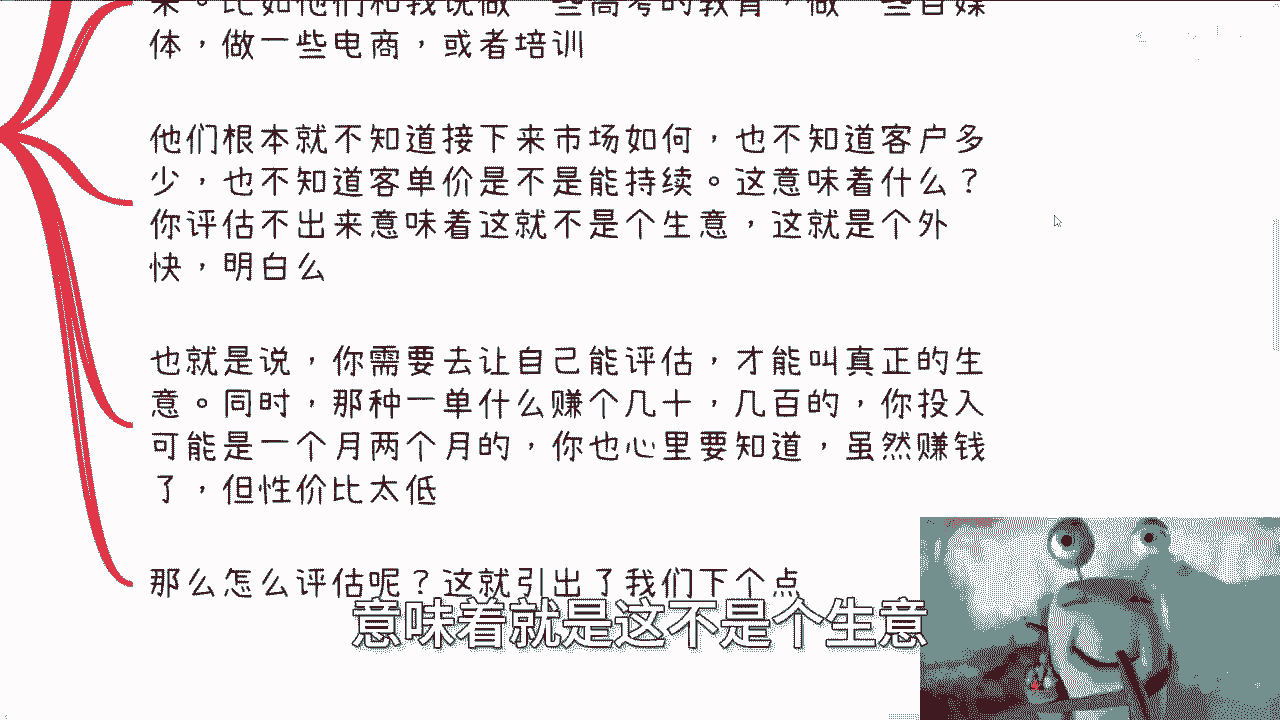 来。比如他们和我说做一些高考的教育，做一些自媒
体，做一些电商，或者培训
他们根本就不知道接下来市场如何，也不知道客户多
少，也不知道客单价是不是能持续。这意味着什么？
你评估不出来意味着这就不是个生意，这就是个外
快，明白么
也就是说，你需要去让自己能评估，才能叫真正的生
意。同时，那种一单什么赚个几十，几百的，你投入
可能是一个月两个月的，你也心里要知道，虽然赚钱
了，但性价比太低
那么怎么评估呢？这就引出了我们下个点
意味着就是这不是个生意